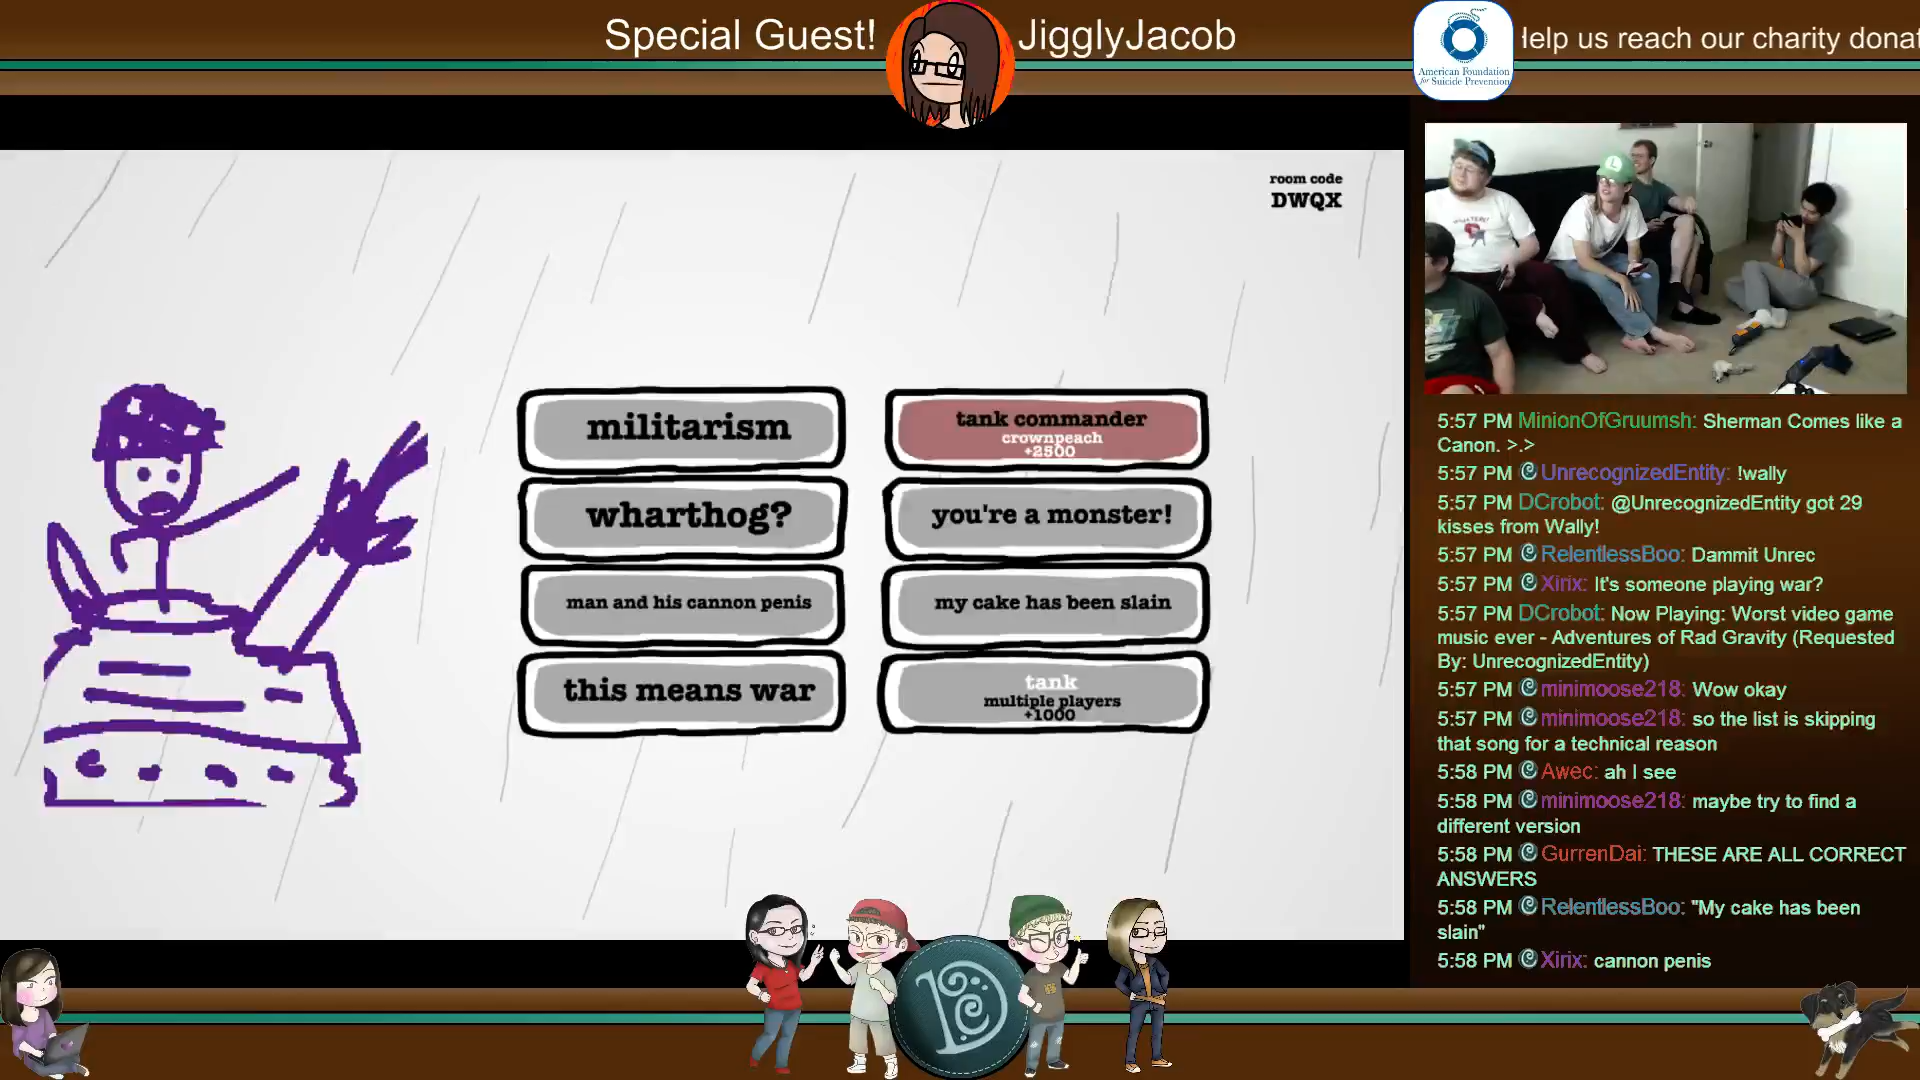 Special Guest!
JigglyJacob
American Foundation
for Suicide Prevention
Help us reach our charity donat
room code
DWQX
militarism
tank commander
crownpeach
+2500
wharthog?
you're a monster!
man and his cannon penis
my cake has been slain
this means war
tank
multiple players
+1000
5:57 PM MinionOfGruumsh: Sherman Comes like a
Canon. >.>
5:57 PM UnrecognizedEntity: !wally
5:57 PM DCrobot: @UnrecognizedEntity got 29
kisses from Wally!
5:57 PM RelentlessBoo: Dammit Unrec
5:57 PM Xirix: It's someone playing war?
5:57 PM DCrobot: Now Playing: Worst video game
music ever - Adventures of Rad Gravity (Requested
By: UnrecognizedEntity)
5:57 PM minimoose218: Wow okay
5:57 PM minimoose218: so the list is skipping
that song for a technical reason
5:58 PM Awec: ah I see
5:58 PM minimoose218: maybe try to find a
different version
5:58 PM GurrenDai: THESE ARE ALL CORRECT
ANSWERS
5:58 PM RelentlessBoo: "My cake has been
slain"
5:58 PM Xirix: cannon penis